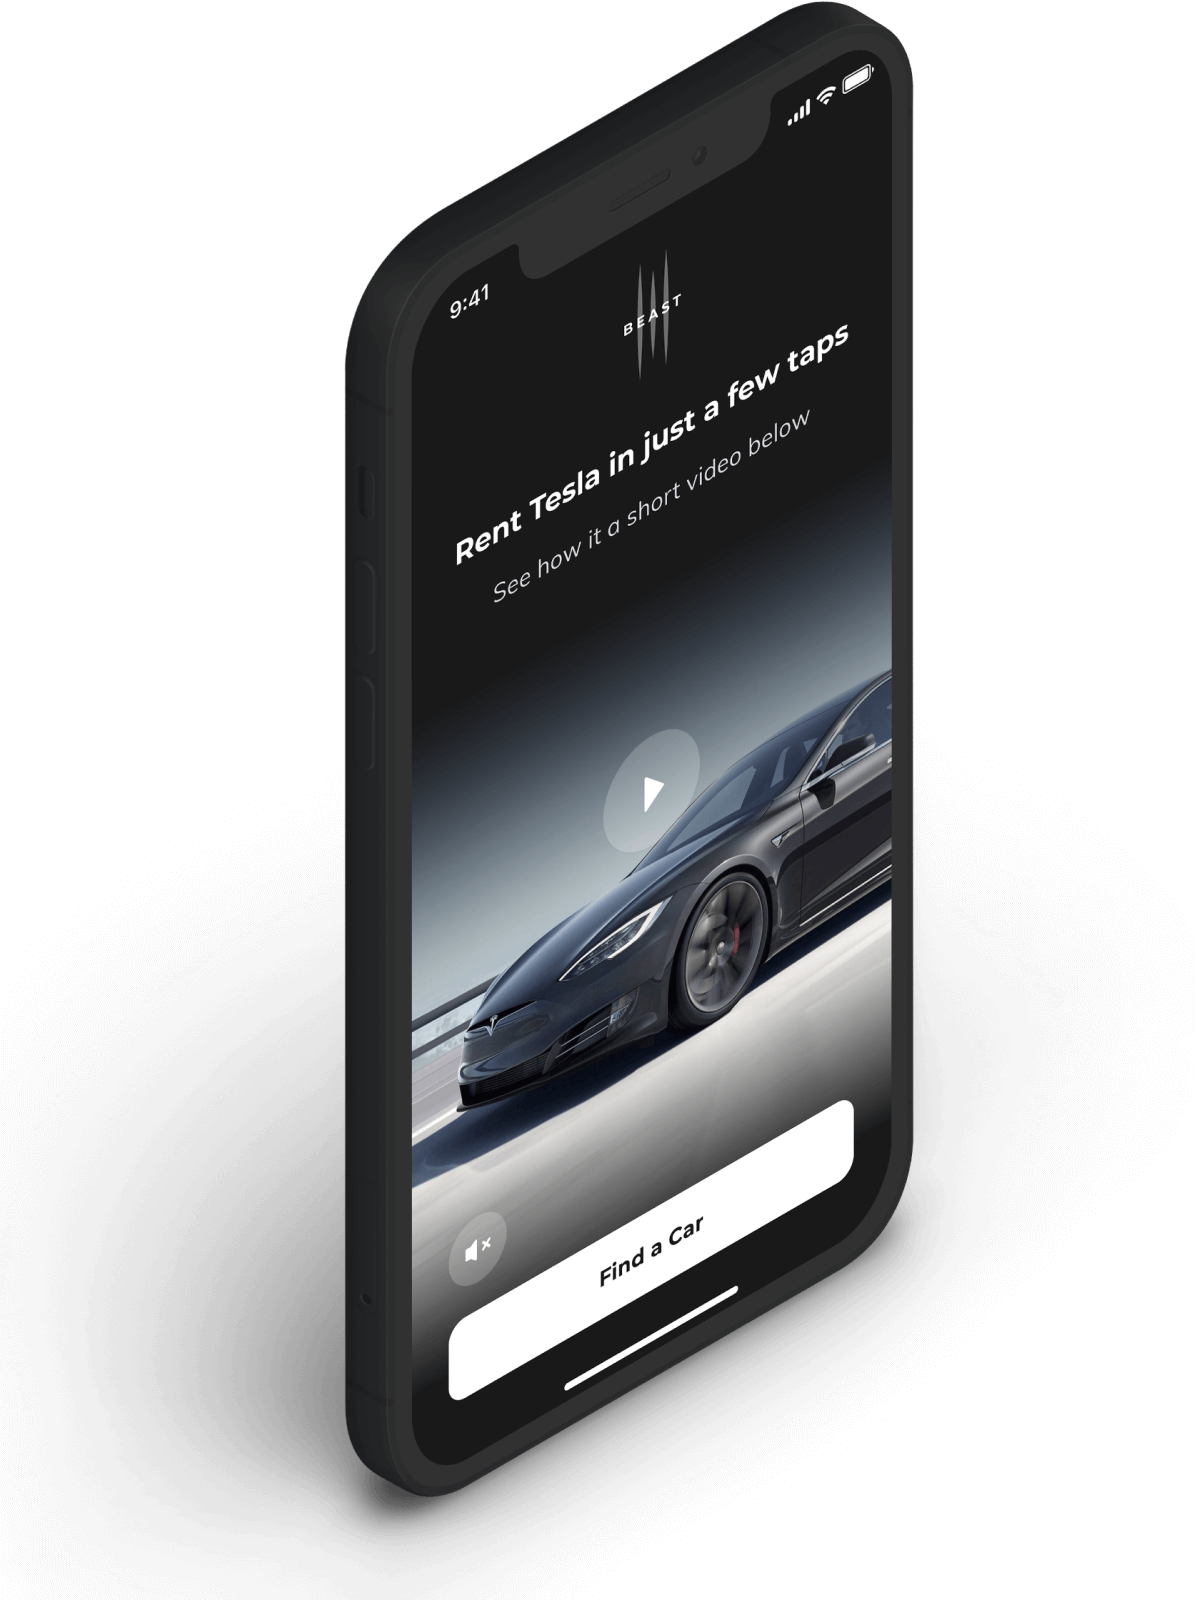 9:41
BEAST
Rent Tesla in just a few taps
See how it a short video below
Find a Car